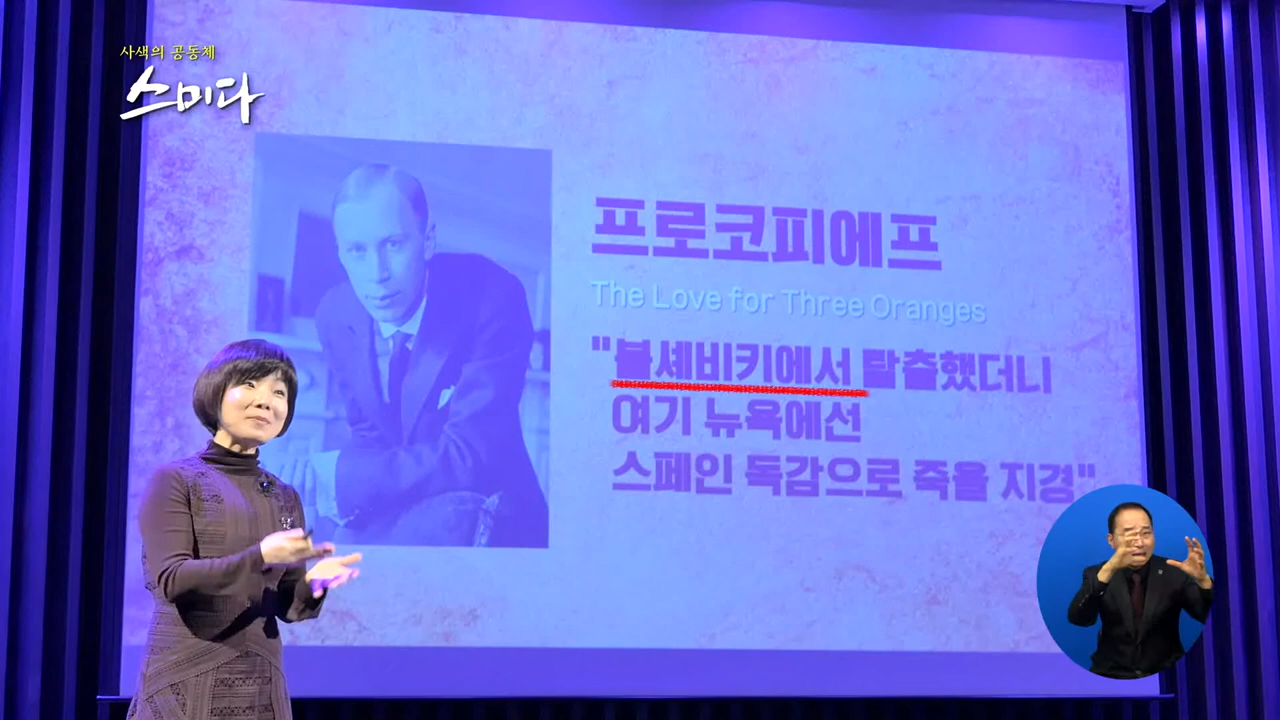 사색의 공동체
스미다
프로코피에프
The Love for Three Oranges
"볼셰비키에서 탈출했더니
여기 뉴욕에선
스페인 독감으로 죽을 지경"